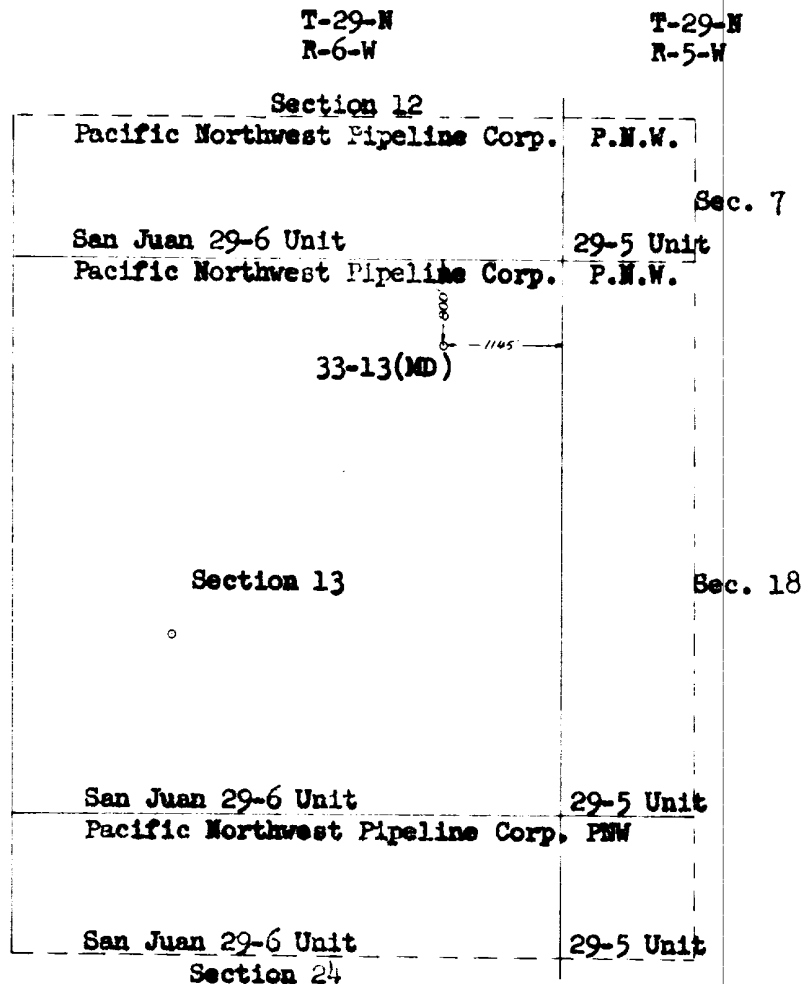 T-29-N T-29-N
R-6-W R-5-W
Section 12
Pacific Northwest Pipeline Corp. P.N.W.
Sec. 7
San Juan 29-6 Unit 29-5 Unit
Pacific Northwest Pipeline Corp. P.N.W.
800'
1145'
33-13(MD)
Section 13 Sec. 18
San Juan 29-6 Unit 29-5 Unit
Pacific Northwest Pipeline Corp. PNW
San Juan 29-6 Unit 29-5 Unit
Section 24